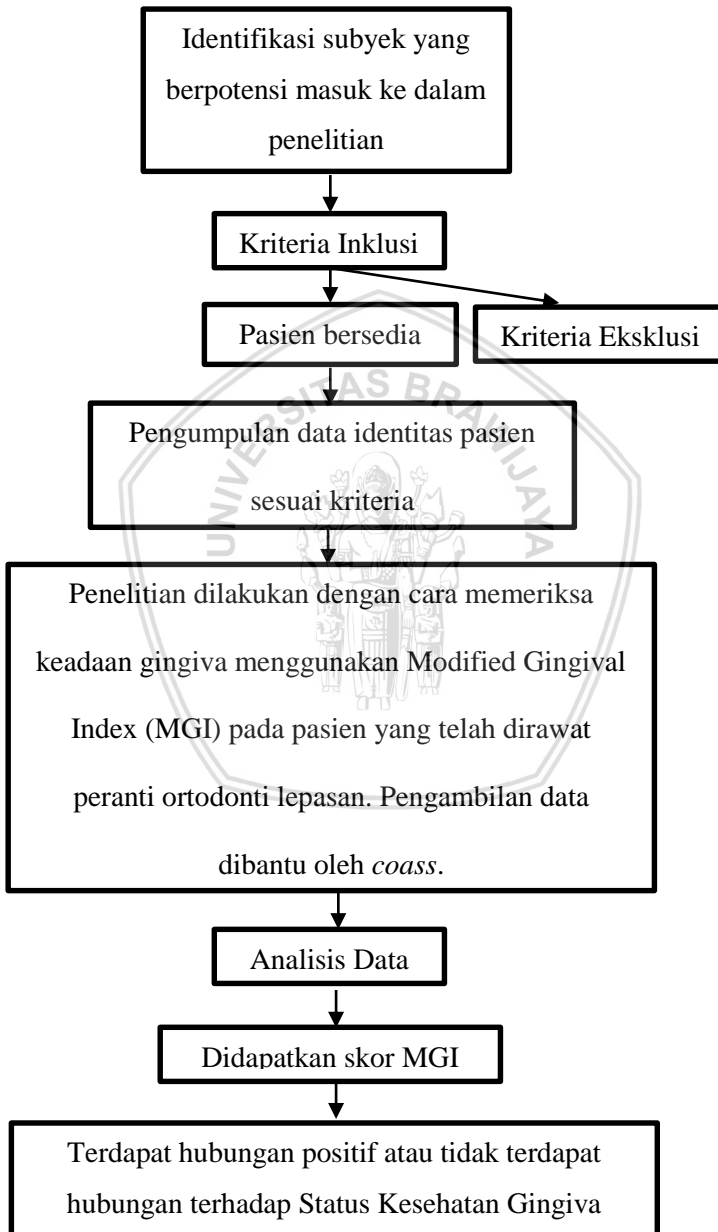 Identifikasi subyek yang
berpotensi masuk ke dalam
penelitian
Kriteria Inklusi
Pasien bersedia
Kriteria Eksklusi
Pengumpulan data identitas pasien
sesuai kriteria
Penelitian dilakukan dengan cara memeriksa
keadaan gingiva menggunakan Modified Gingival
Index (MGI) pada pasien yang telah dirawat
peranti ortodonti lepasan. Pengambilan data
dibantu oleh coass.
Analisis Data
Didapatkan skor MGI
Terdapat hubungan positif atau tidak terdapat
hubungan terhadap Status Kesehatan Gingiva
UNIVERSITAS BRAWIJAYA